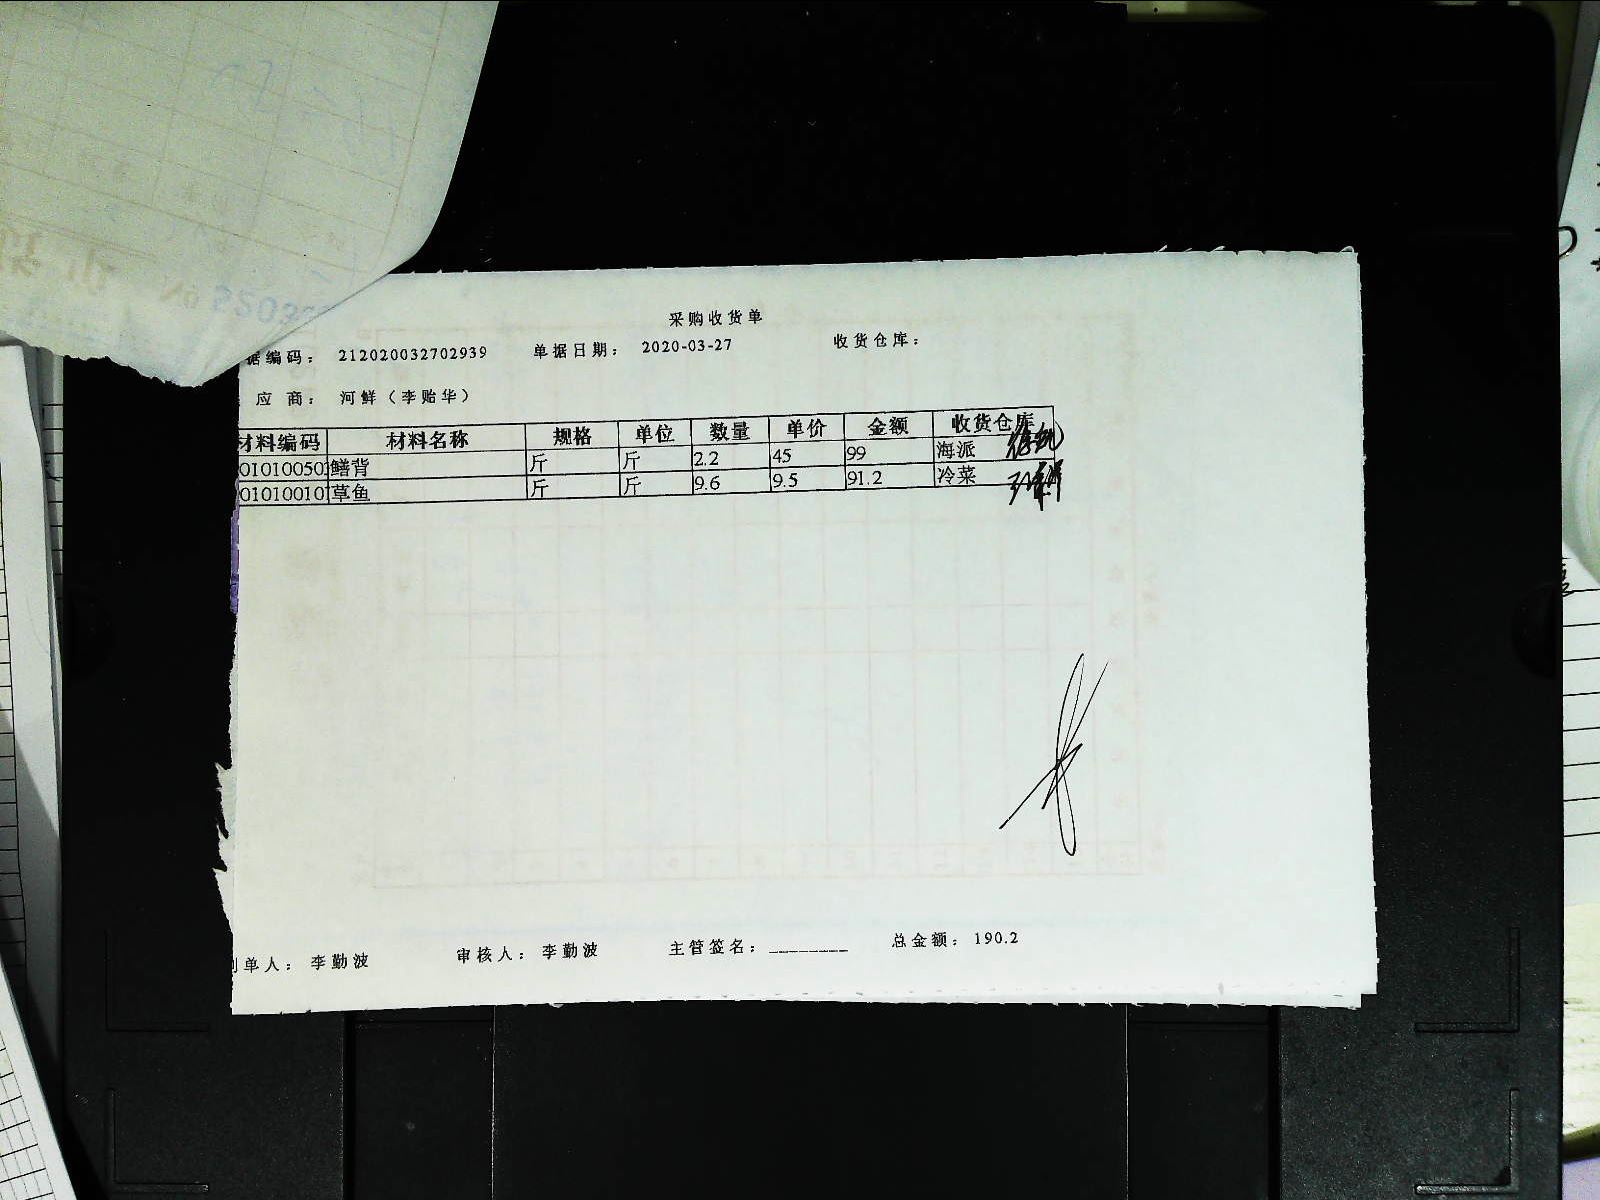 采购收货单
据编码： 212020032702939 单据日期： 2020-03-27 收货仓库：
应商： 河鲜（李贻华）
材料编码 材料名称 规格 单位 数量 单价 金额 收货仓库
01010050 鳝背 斤 斤 2.2 45 99 海派
01010010 草鱼 斤 斤 9.6 9.5 91.2 冷菜
制单人： 李勤波 审核人： 李勤波 主管签名：________ 总金额： 190.2